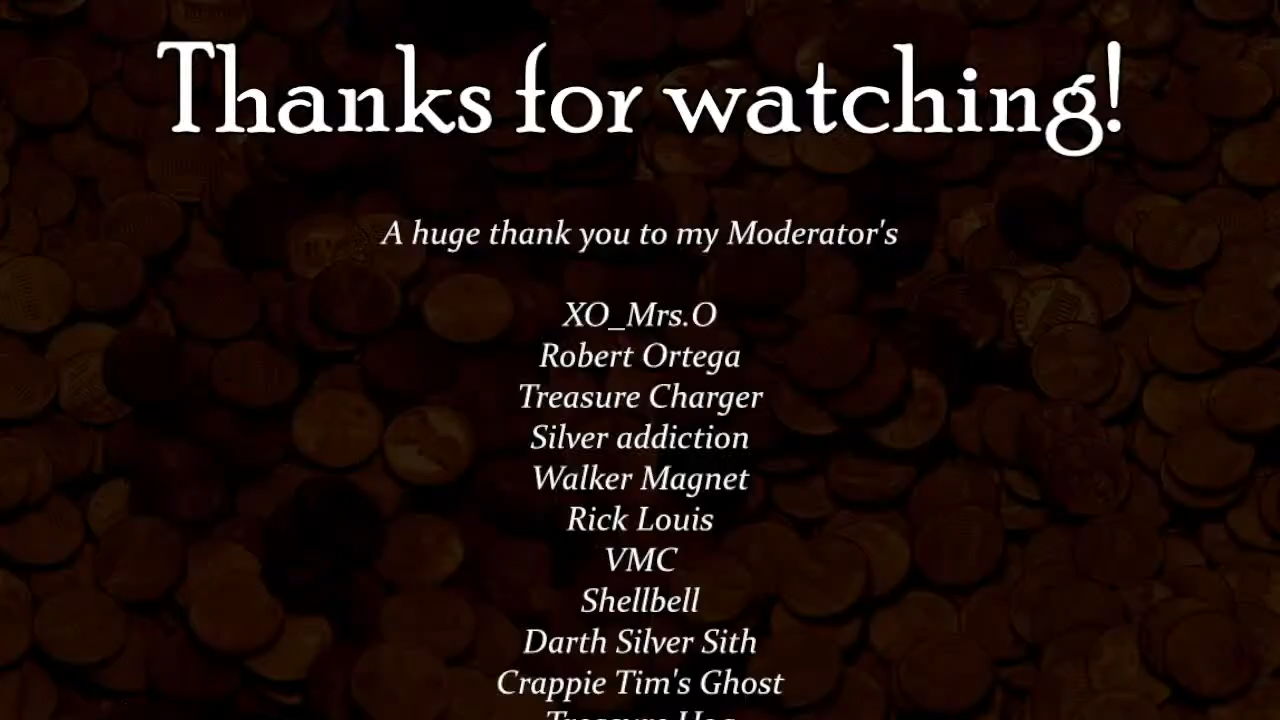 Thanks for watching!
A huge thank you to my Moderator's
XO_Mrs.O
Robert Ortega
Treasure Charger
Silver addiction
Walker Magnet
Rick Louis
VMC
Shellbell
Darth Silver Sith
Crappie Tim's Ghost